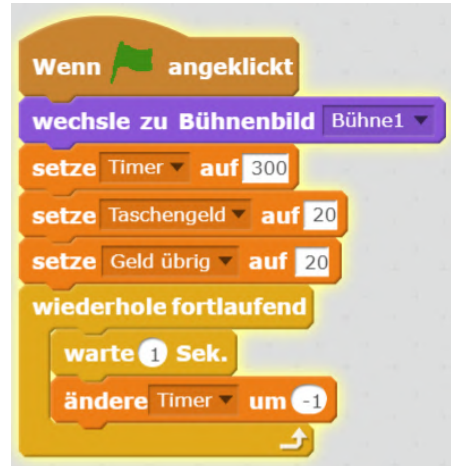 Wenn angeklickt
wechsle zu Bühnenbild Bühne1
setze Timer auf 300
setze Taschengeld auf 20
setze Geld übrig auf 20
wiederhole fortlaufend
warte 1 Sek.
ändere Timer um -1